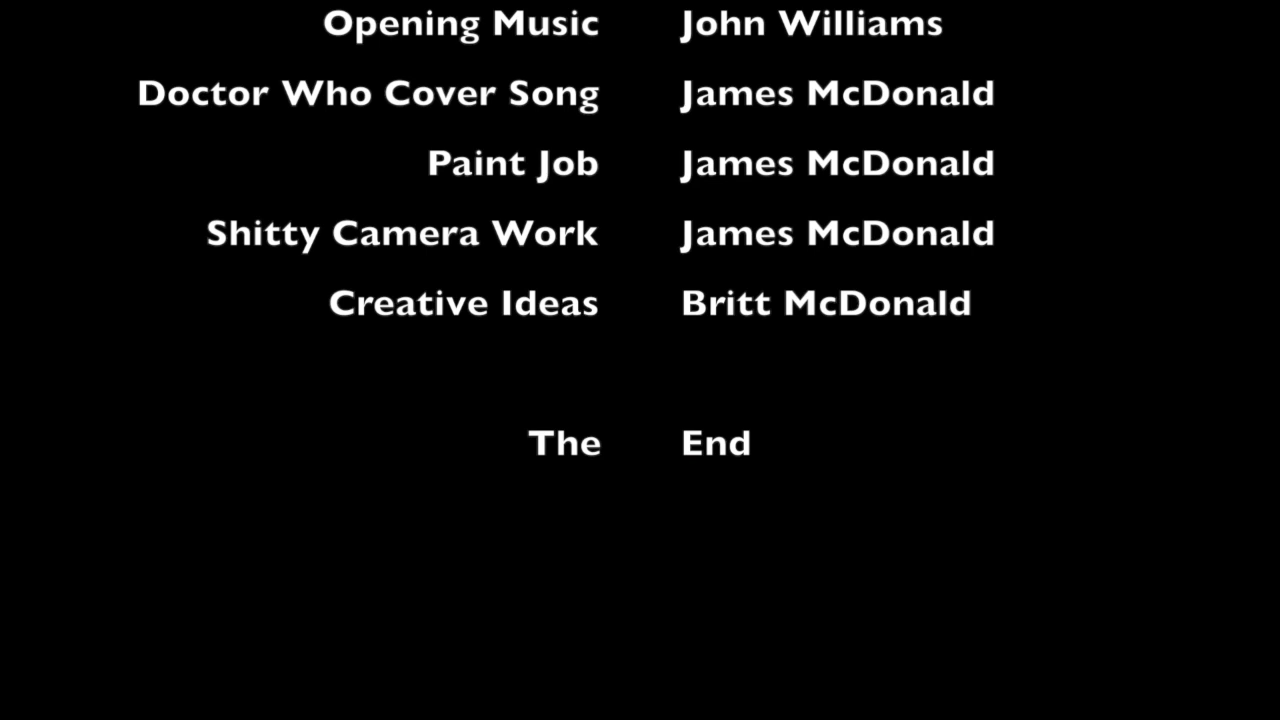 Opening Music John Williams
Doctor Who Cover Song James McDonald
Paint Job James McDonald
Shitty Camera Work James McDonald
Creative Ideas Britt McDonald
The End